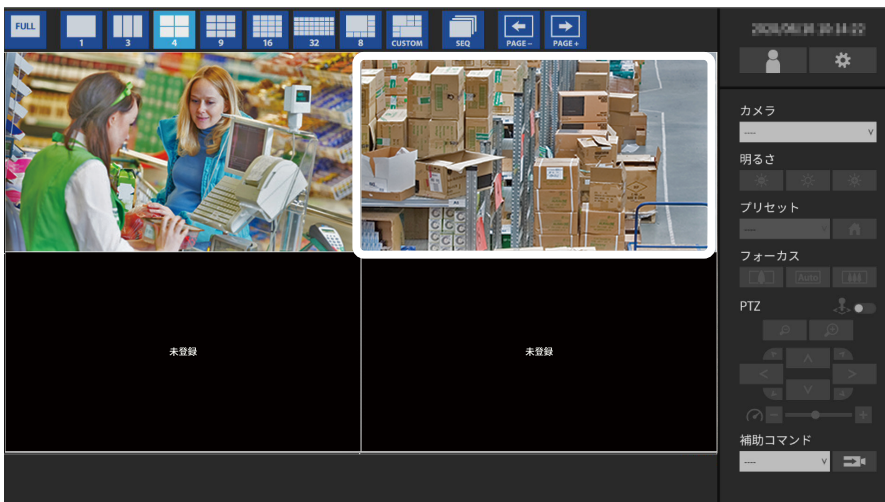 FULL
1
3
4
9
16
32
8
CUSTOM
SEQ
PAGE −
PAGE +
カメラ
----
明るさ
プリセット
----
フォーカス
Auto
PTZ
補助コマンド
----
未登録
未登録